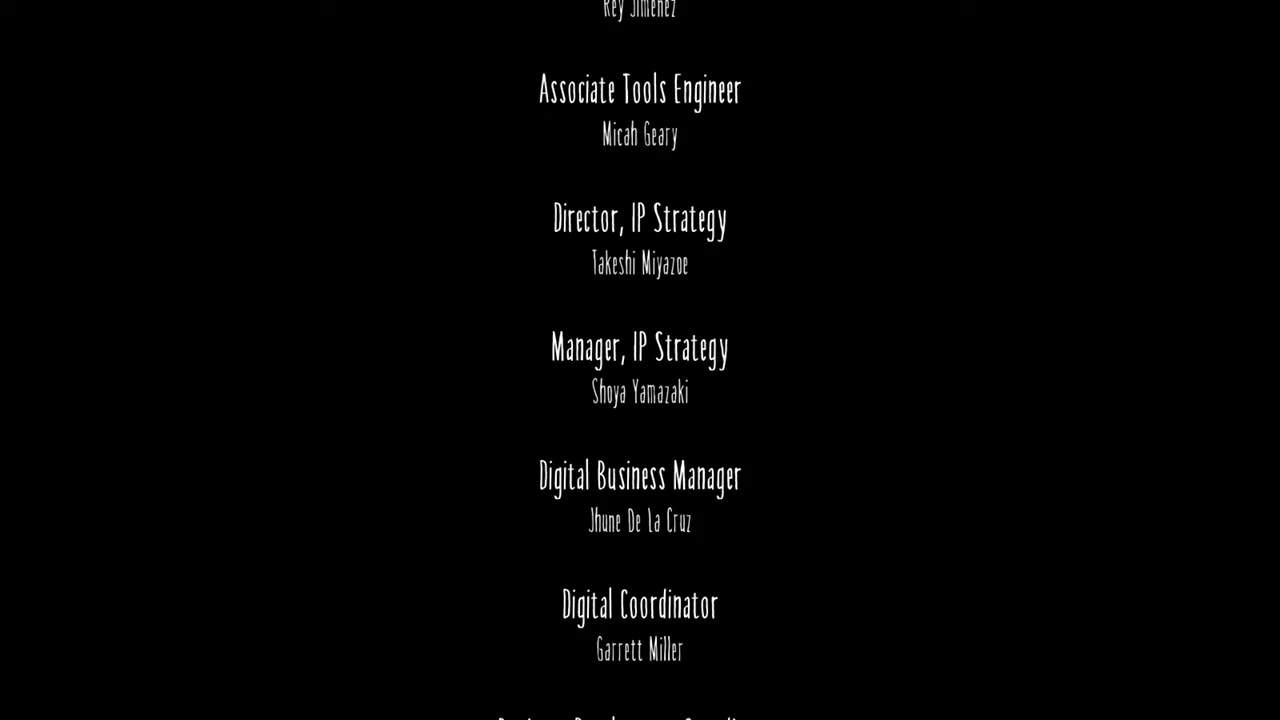 Rey Jimenez
Associate Tools Engineer
Micah Geary
Director, IP Strategy
Takeshi Miyazoe
Manager, IP Strategy
Shoya Yamazaki
Digital Business Manager
Jhune De La Cruz
Digital Coordinator
Garrett Miller